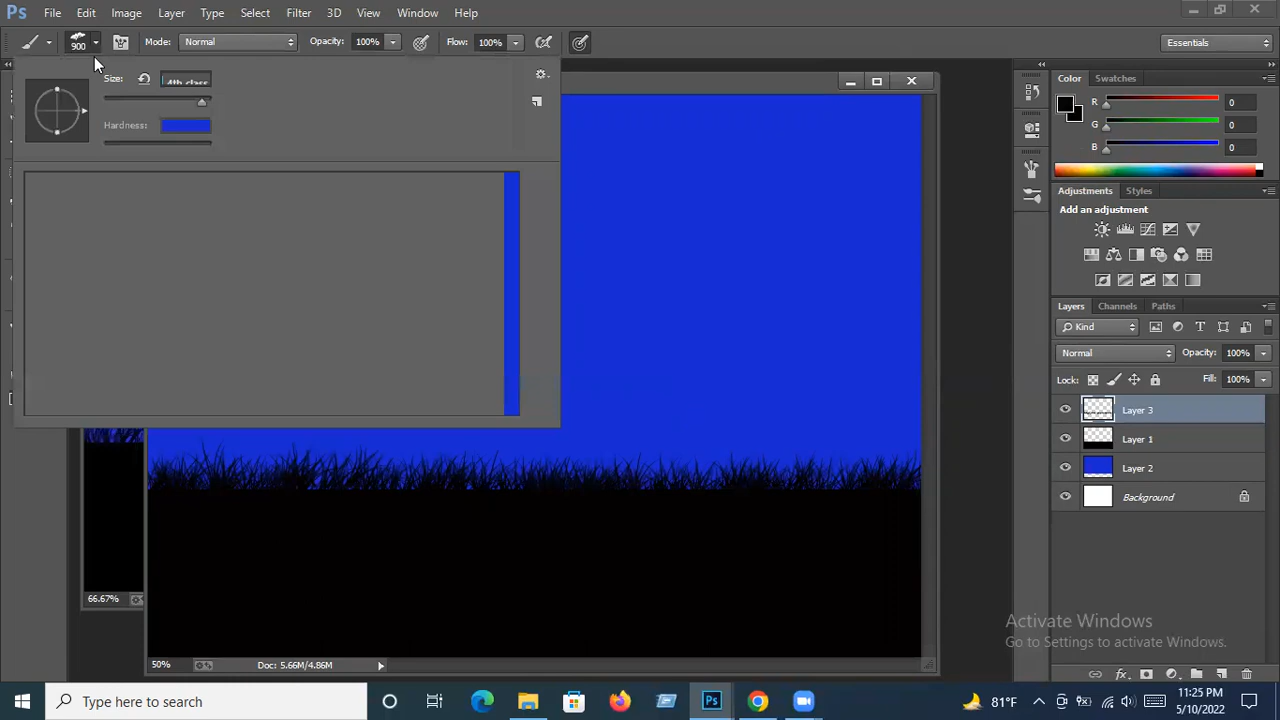 Ps File Edit Image Layer Type Select Filter 3D View Window Help
900 Mode: Normal Opacity: 100% Flow: 100% Essentials
Size: 4th class
Hardness:
Color Swatches
R 0
G 0
B 0
Adjustments Styles
Add an adjustment
Layers Channels Paths
Kind
Normal Opacity: 100%
Lock: Fill: 100%
Layer 3
Layer 1
Layer 2
Background
66.67%
50% Doc: 5.66M/4.86M
Activate Windows
Go to Settings to activate Windows.
Type here to search
Ps
81°F
11:25 PM
5/10/2022